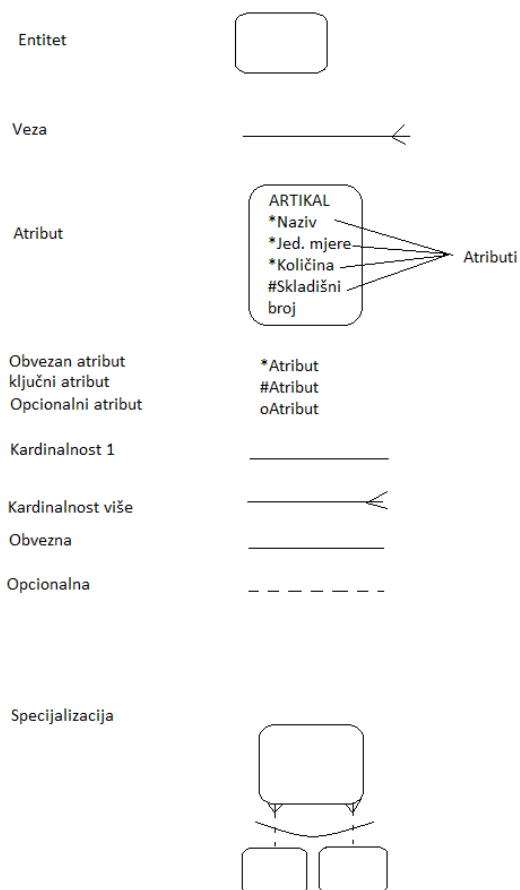 Entitet
Veza
Atribut
ARTIKAL
*Naziv
*Jed. mjere
*Količina
#Skladišni
broj
Atributi
Obvezan atribut
*Atribut
ključni atribut
#Atribut
Opcionalni atribut
oAtribut
Kardinalnost 1
Kardinalnost više
Obvezna
Opcionalna
Specijalizacija